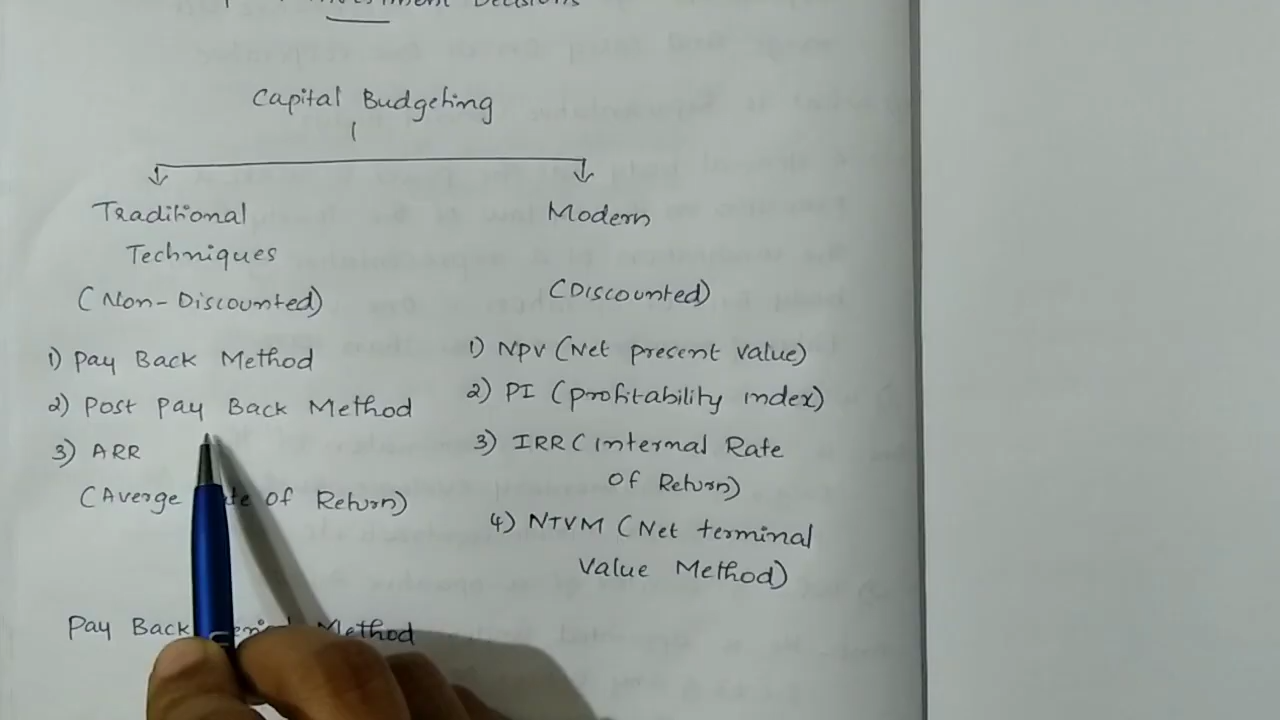 Decisions
Capital Budgeting
Traditional
Techniques
(Non-Discounted)
1) Pay Back Method
2) Post Pay Back Method
3) ARR
(Averge of Return)
Modern
(Discounted)
1) NPV (Net present value)
2) PI (Profitability index)
3) IRR (Internal Rate
Of Return)
4) NTVM (Net terminal
Value Method)
Pay Back Method